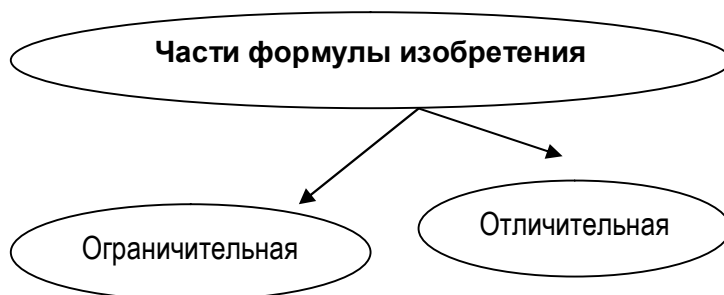 Части формулы изобретения
Отличительная
Ограничительная